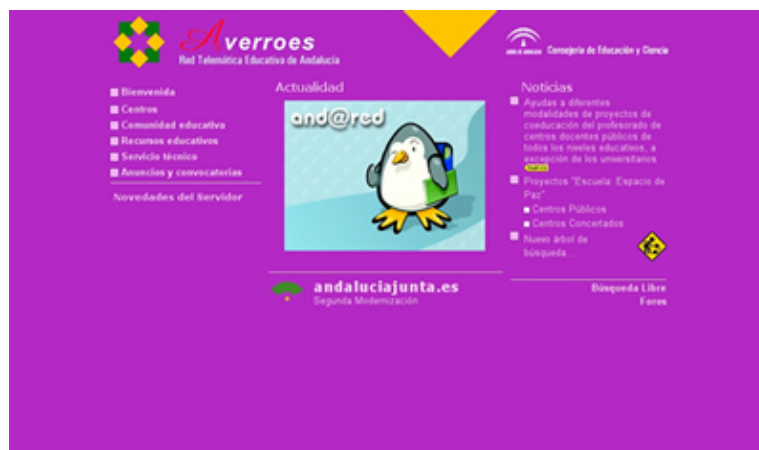 Averroes
Red Telemática Educativa de Andalucía
Consejería de Educación y Ciencia
Bienvenida
Centros
Comunidad educativa
Recursos educativos
Servicio técnico
Anuncios y convocatorias
Novedades del Servidor
Actualidad
and@red
andaluciajunta.es
Segunda Modernización
Noticias
Ayudas a diferentes
modalidades de proyectos de
coeducación del profesorado de
centros docentes públicos de
todos los niveles educativos, a
excepción de los universitarios
Proyectos "Escuela: Espacio de
Paz"
Centros Públicos
Centros Concertados
Nuevo árbol de
búsqueda...
Búsqueda Libre
Foros